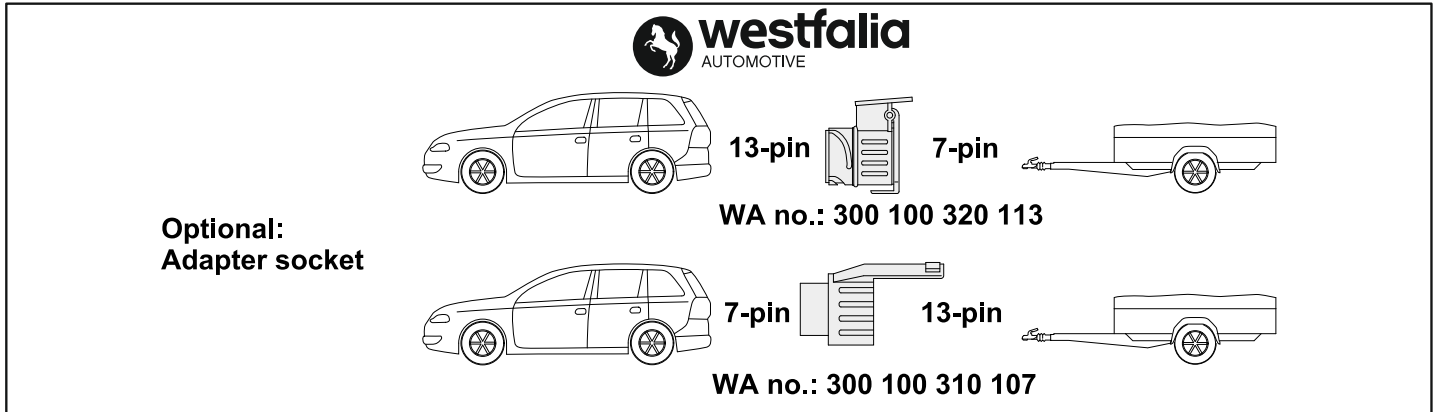 westfalia
AUTOMOTIVE
13-pin 7-pin
WA no.: 300 100 320 113
Optional:
Adapter socket
7-pin 13-pin
WA no.: 300 100 310 107